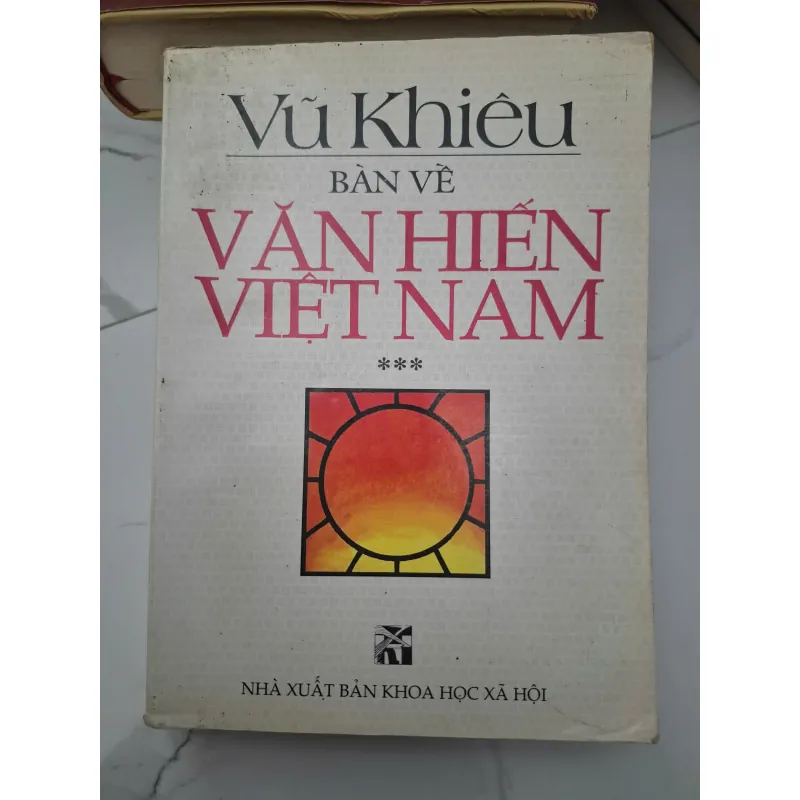 Vũ Khiêu
BÀN VỀ
VĂN HIẾN
VIỆT NAM
***
NHÀ XUẤT BẢN KHOA HỌC XÃ HỘI